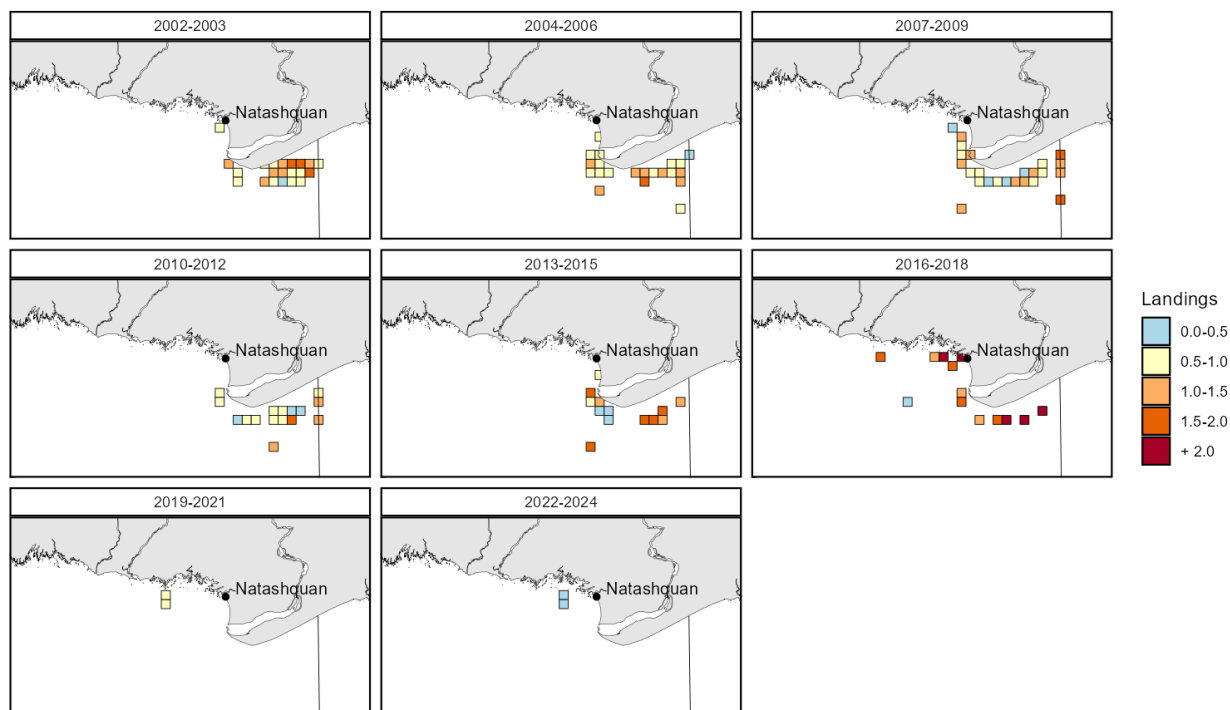 2002-2003
2004-2006
2007-2009
Natashquan
Natashquan
Natashquan
2010-2012
2013-2015
2016-2018
Natashquan
Natashquan
Natashquan
Landings
0.0-0.5
0.5-1.0
1.0-1.5
1.5-2.0
+ 2.0
2019-2021
2022-2024
Natashquan
Natashquan